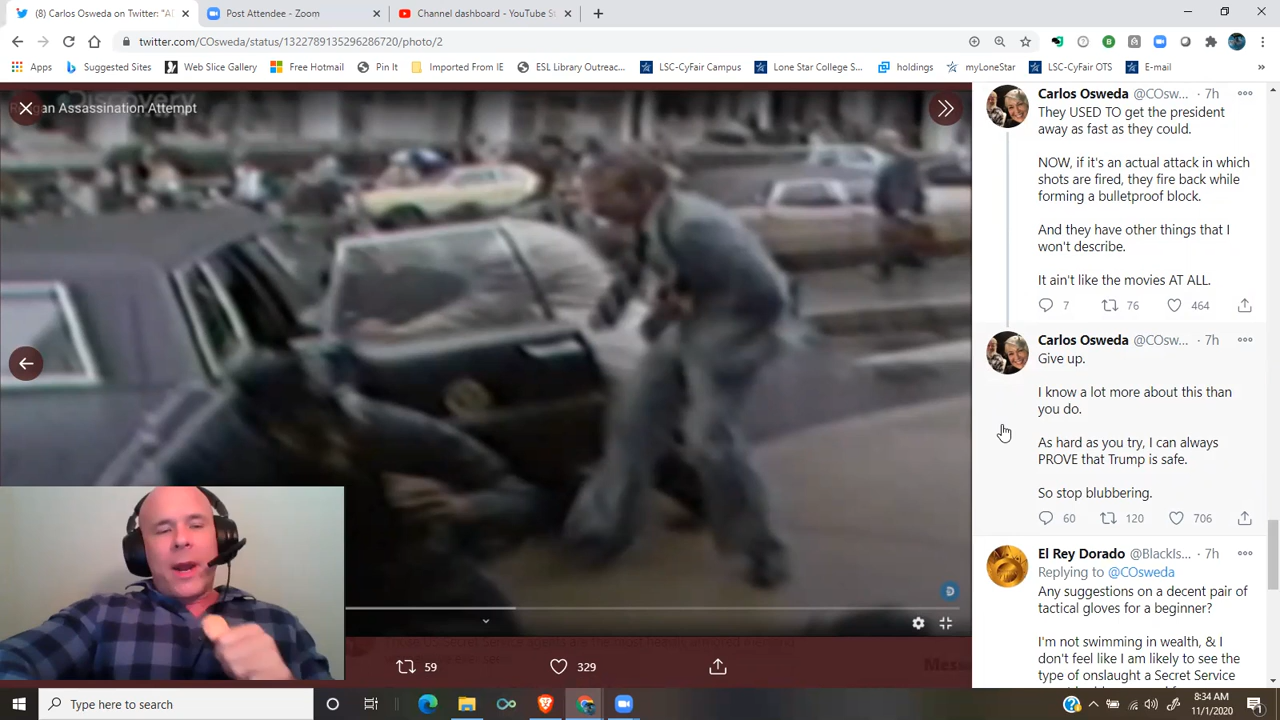 (8) Carlos Osweda on Twitter: "Al
Post Attendee - Zoom
Channel dashboard - YouTube St
twitter.com/COsweda/status/1322789135296286720/photo/2
Apps
Suggested Sites
Web Slice Gallery
Free Hotmail
Pin It
Imported From IE
ESL Library Outreac...
LSC-CyFair Campus
Lone Star College S...
holdings
myLoneStar
LSC-CyFair OTS
E-mail
»
gan Assassination Attempt
Carlos Osweda @COsw... · 7h
They USED TO get the president
away as fast as they could.
NOW, if it's an actual attack in which
shots are fired, they fire back while
forming a bulletproof block.
And they have other things that I
won't describe.
It ain't like the movies AT ALL.
7 76 464
Carlos Osweda @COsw... · 7h
Give up.
I know a lot more about this than
you do.
As hard as you try, I can always
PROVE that Trump is safe.
So stop blubbering.
60 120 706
El Rey Dorado @BlackIs... · 7h
Replying to @COsweda
Any suggestions on a decent pair of
tactical gloves for a beginner?
I'm not swimming in wealth, & I
don't feel like I am likely to see the
type of onslaught a Secret Service
59 329
Type here to search
8:34 AM
11/1/2020